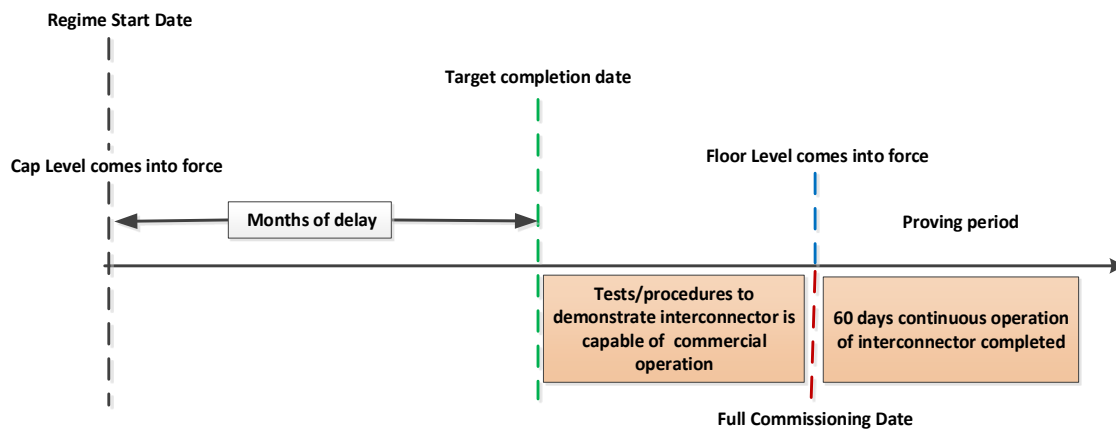 Regime Start Date
Target completion date
Cap Level comes into force
Floor Level comes into force
Months of delay
Proving period
Tests/procedures to
demonstrate interconnector is
capable of commercial
operation
60 days continuous operation
of interconnector completed
Full Commissioning Date